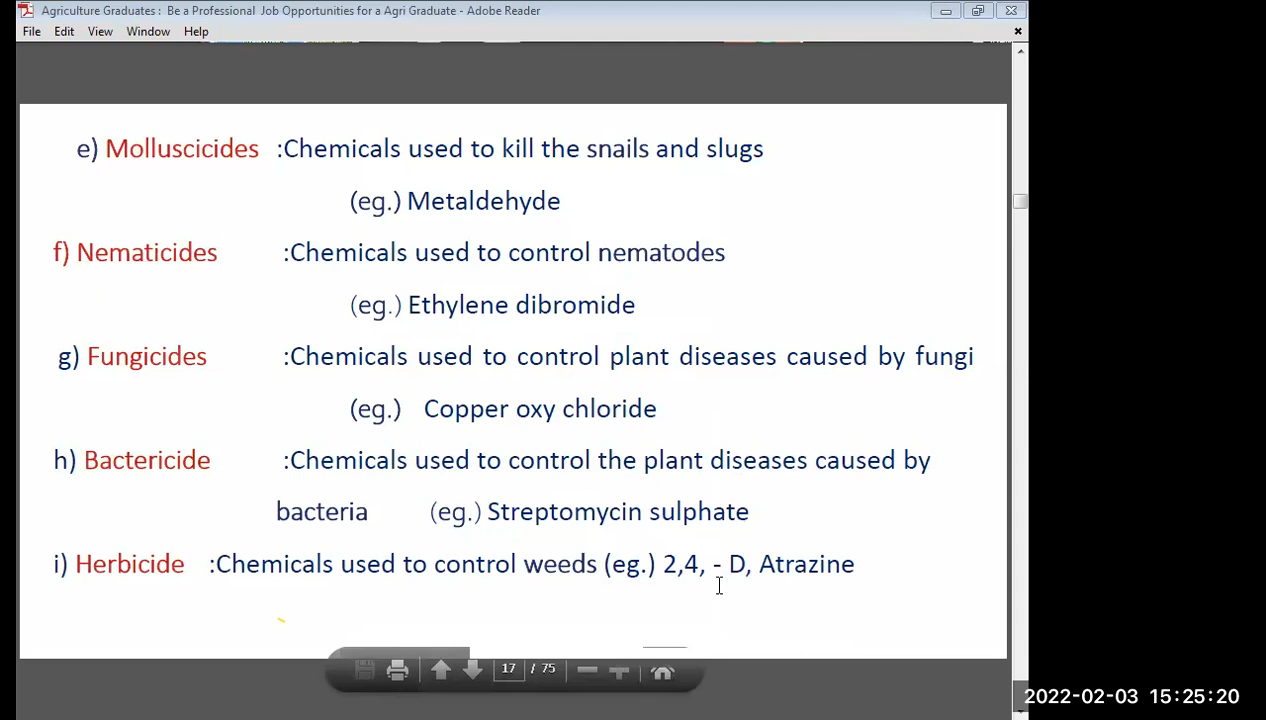 Agriculture Graduates : Be a Professional Job Opportunities for a Agri Graduate - Adobe Reader
File Edit View Window Help
e) Molluscicides :Chemicals used to kill the snails and slugs
(eg.) Metaldehyde
f) Nematicides :Chemicals used to control nematodes
(eg.) Ethylene dibromide
g) Fungicides :Chemicals used to control plant diseases caused by fungi
(eg.) Copper oxy chloride
h) Bactericide :Chemicals used to control the plant diseases caused by
bacteria (eg.) Streptomycin sulphate
i) Herbicide :Chemicals used to control weeds (eg.) 2,4, - D, Atrazine
17 / 75
2022-02-03 15:25:20